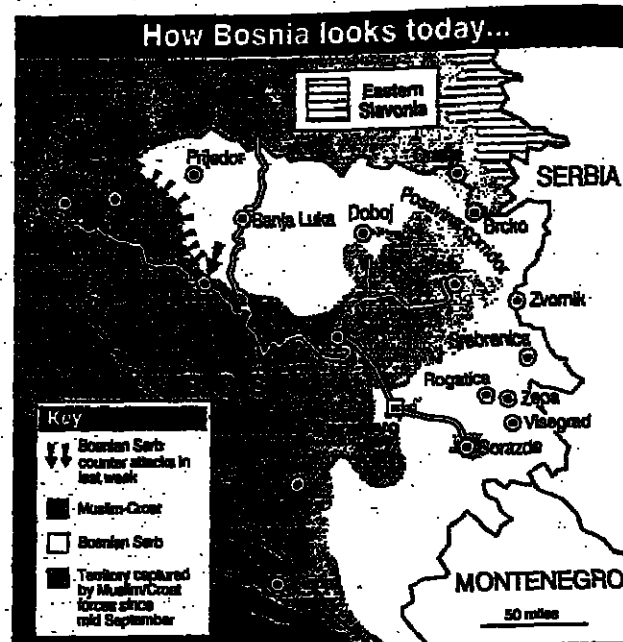 How Bosnia looks today...
Eastern
Slavonia
SERBIA
Prijedor
Banja Luka
Doboj
Posavina corridor
Brcko
Zvornik
Srebrenica
Rogatica
Zepa
Visegrad
Gorazde
Key
Bosnian Serb
counter attacks in
last week
Muslim-Croat
Bosnian Serb
Territory captured
by Muslim/Croat
forces since
mid September
MONTENEGRO
50 miles